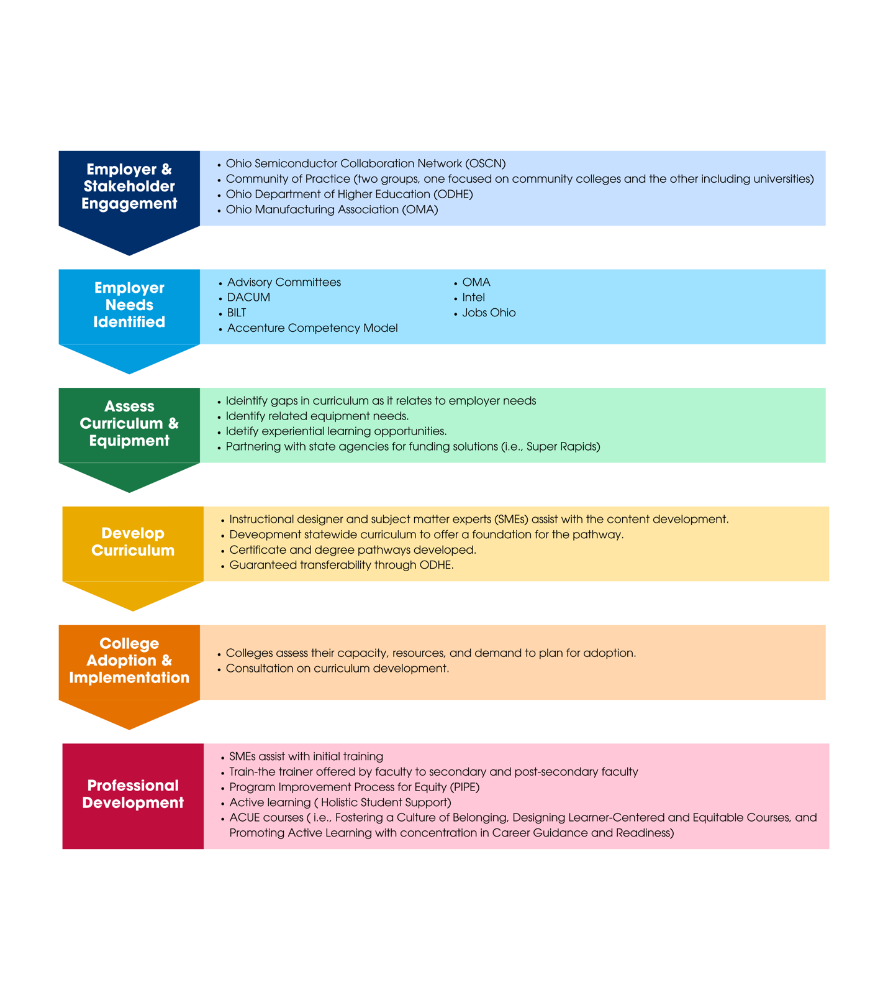 Employer &
Stakeholder
Engagement
• Ohio Semiconductor Collaboration Network (OSCN)
• Community of Practice (two groups, one focused on community colleges and the other including universities)
• Ohio Department of Higher Education (ODHE)
• Ohio Manufacturing Association (OMA)
Employer
Needs
Identified
• Advisory Committees
• DACUM
• BILT
• Accenture Competency Model
• OMA
• Intel
• Jobs Ohio
Assess
Curriculum &
Equipment
• Ideintify gaps in curriculum as it relates to employer needs
• Identify related equipment needs.
• Idetify experiential learning opportunities.
• Partnering with state agencies for funding solutions (i.e., Super Rapids)
Develop
Curriculum
• Instructional designer and subject matter experts (SMEs) assist with the content development.
• Deveopment statewide curriculum to offer a foundation for the pathway.
• Certificate and degree pathways developed.
• Guaranteed transferability through ODHE.
College
Adoption &
Implementation
• Colleges assess their capacity, resources, and demand to plan for adoption.
• Consultation on curriculum development.
Professional
Development
• SMEs assist with initial training
• Train-the trainer offered by faculty to secondary and post-secondary faculty
• Program Improvement Process for Equity (PIPE)
• Active learning ( Holistic Student Support)
• ACUE courses ( i.e., Fostering a Culture of Belonging, Designing Learner-Centered and Equitable Courses, and
Promoting Active Learning with concentration in Career Guidance and Readiness)